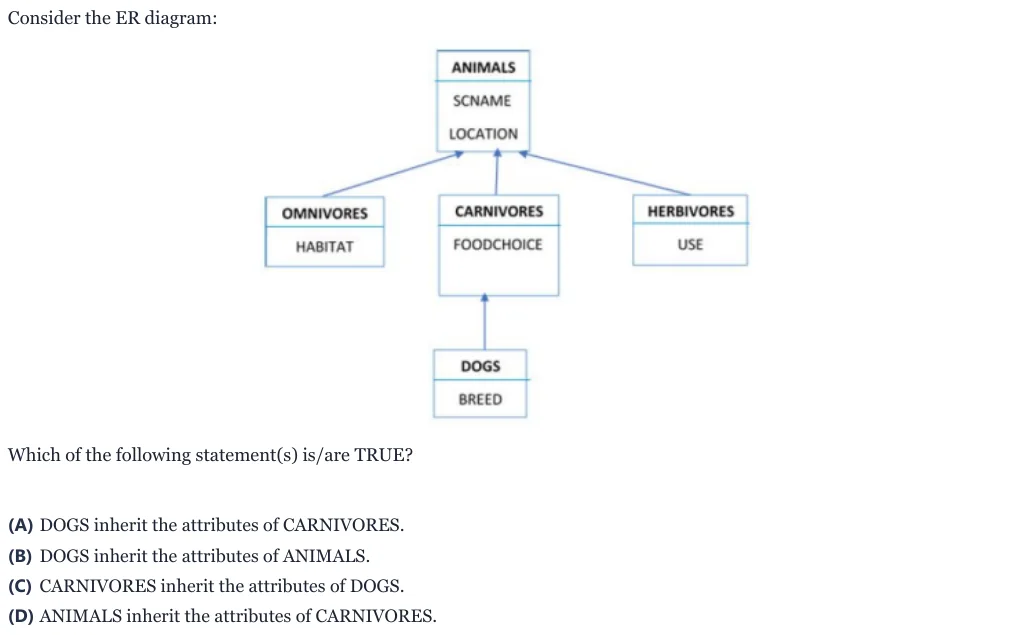 Consider the ER diagram:
ANIMALS
SCNAME
LOCATION
OMNIVORES
HABITAT
CARNIVORES
FOODCHOICE
HERBIVORES
USE
DOGS
BREED
Which of the following statement(s) is/are TRUE?
(A) DOGS inherit the attributes of CARNIVORES.
(B) DOGS inherit the attributes of ANIMALS.
(C) CARNIVORES inherit the attributes of DOGS.
(D) ANIMALS inherit the attributes of CARNIVORES.